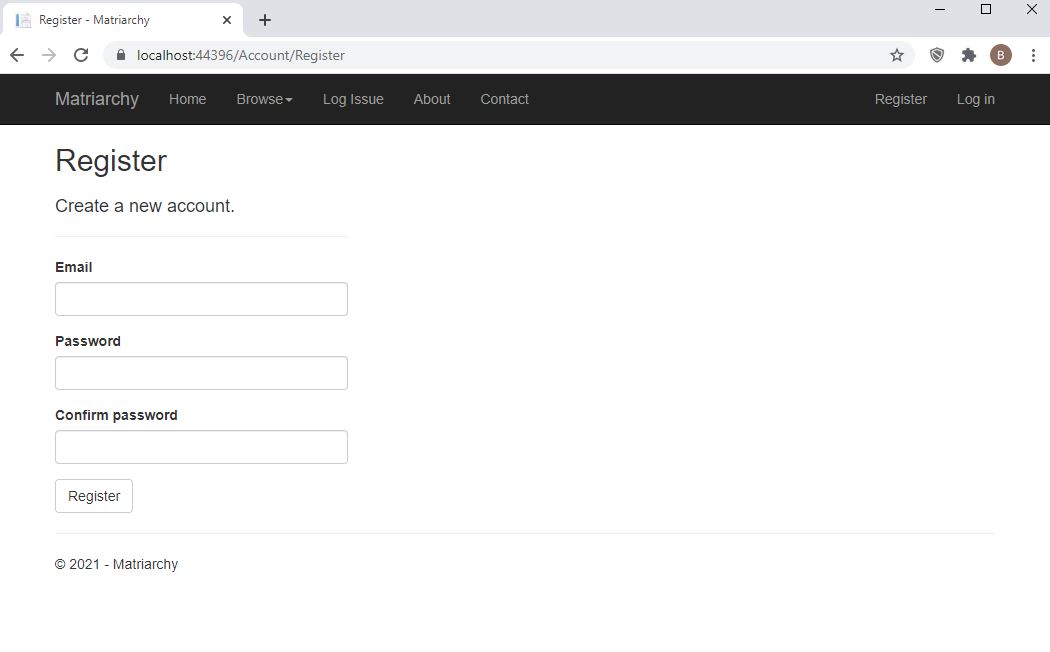 Register - Matriarchy
localhost:44396/Account/Register
B
Matriarchy Home Browse Log Issue About Contact Register Log in
Register
Create a new account.
Email
Password
Confirm password
Register
© 2021 - Matriarchy